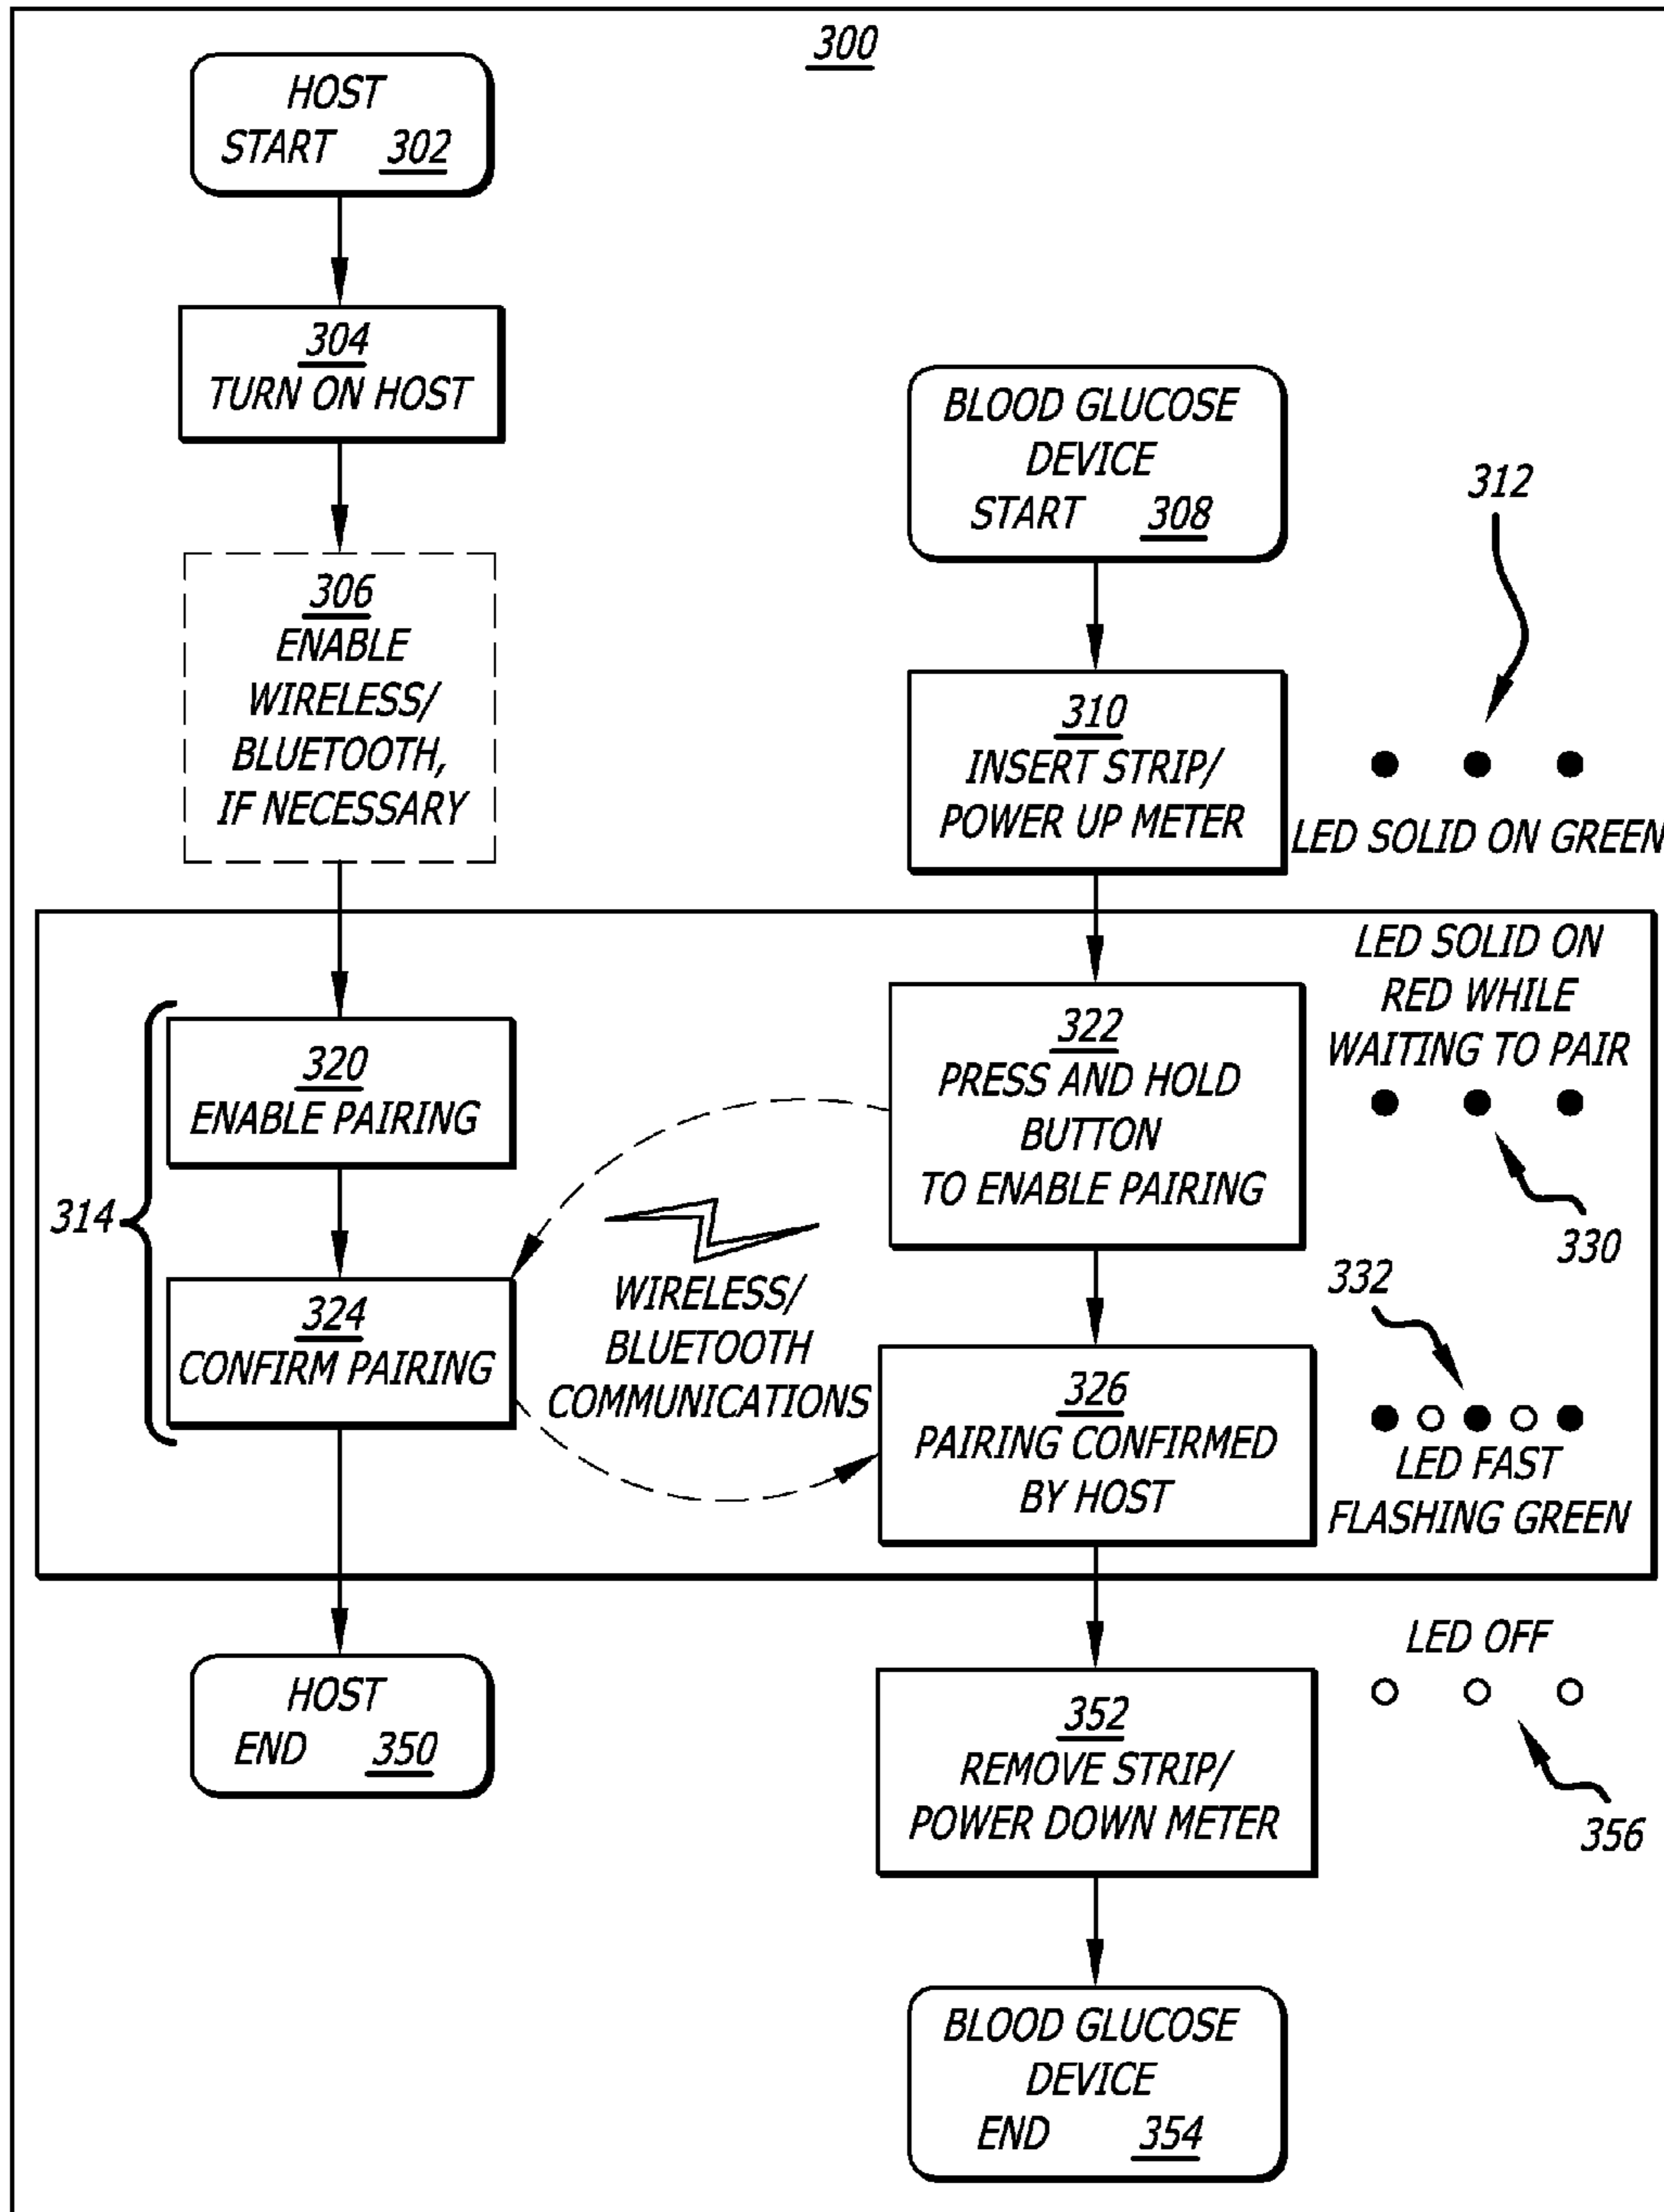 300
HOST
START 302
304
TURN ON HOST
306
ENABLE
WIRELESS/
BLUETOOTH,
IF NECESSARY
BLOOD GLUCOSE
DEVICE
START 308
310
INSERT STRIP/
POWER UP METER
312
LED SOLID ON GREEN
314
320
ENABLE PAIRING
324
CONFIRM PAIRING
WIRELESS/
BLUETOOTH
COMMUNICATIONS
322
PRESS AND HOLD
BUTTON
TO ENABLE PAIRING
LED SOLID ON
RED WHILE
WAITING TO PAIR
330
326
PAIRING CONFIRMED
BY HOST
332
LED FAST
FLASHING GREEN
HOST
END 350
352
REMOVE STRIP/
POWER DOWN METER
LED OFF
356
BLOOD GLUCOSE
DEVICE
END 354